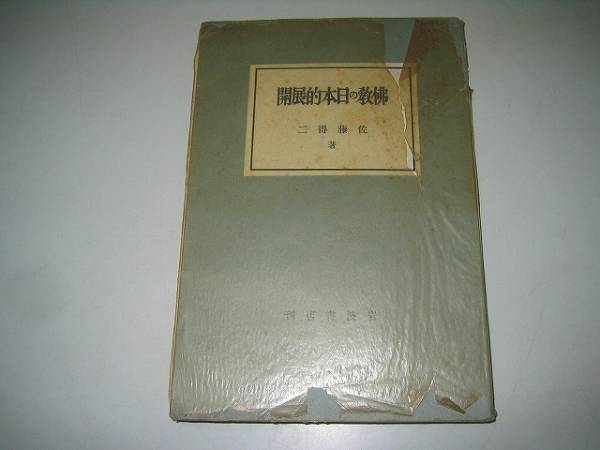 佛教の日本的展開
佐藤得二
著
岩波書店刊